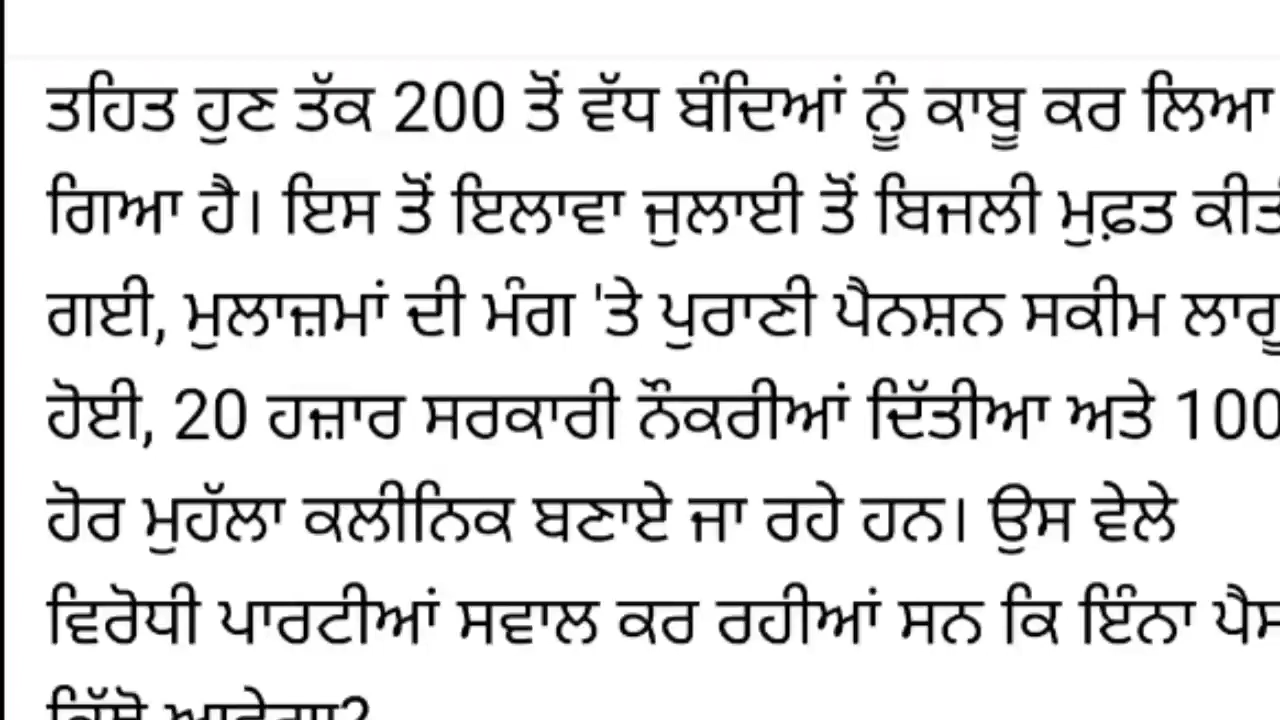 ਤਹਿਤ ਹੁਣ ਤੱਕ 200 ਤੋਂ ਵੱਧ ਬੰਦਿਆਂ ਨੂੰ ਕਾਬੂ ਕਰ ਲਿਆ
ਗਿਆ ਹੈ। ਇਸ ਤੋਂ ਇਲਾਵਾ ਜੁਲਾਈ ਤੋਂ ਬਿਜਲੀ ਮੁਫ਼ਤ
ਗਈ, ਮੁਲਾਜ਼ਮਾਂ ਦੀ ਮੰਗ 'ਤੇ ਪੁਰਾਣੀ ਪੈਨਸ਼ਨ ਸਕੀਮ ਲਾਗੂ
ਹੋਈ, 20 ਹਜ਼ਾਰ ਸਰਕਾਰੀ ਨੌਕਰੀਆਂ ਦਿੱਤੀਆ ਅਤੇ 100
ਹੋਰ ਮੁਹੱਲਾ ਕਲੀਨਿਕ ਬਣਾਏ ਜਾ ਰਹੇ ਹਨ। ਉਸ ਵੇਲੇ
ਵਿਰੋਧੀ ਪਾਰਟੀਆਂ ਸਵਾਲ ਕਰ ਰਹੀਆਂ ਸਨ ਕਿ ਇੰਨਾ